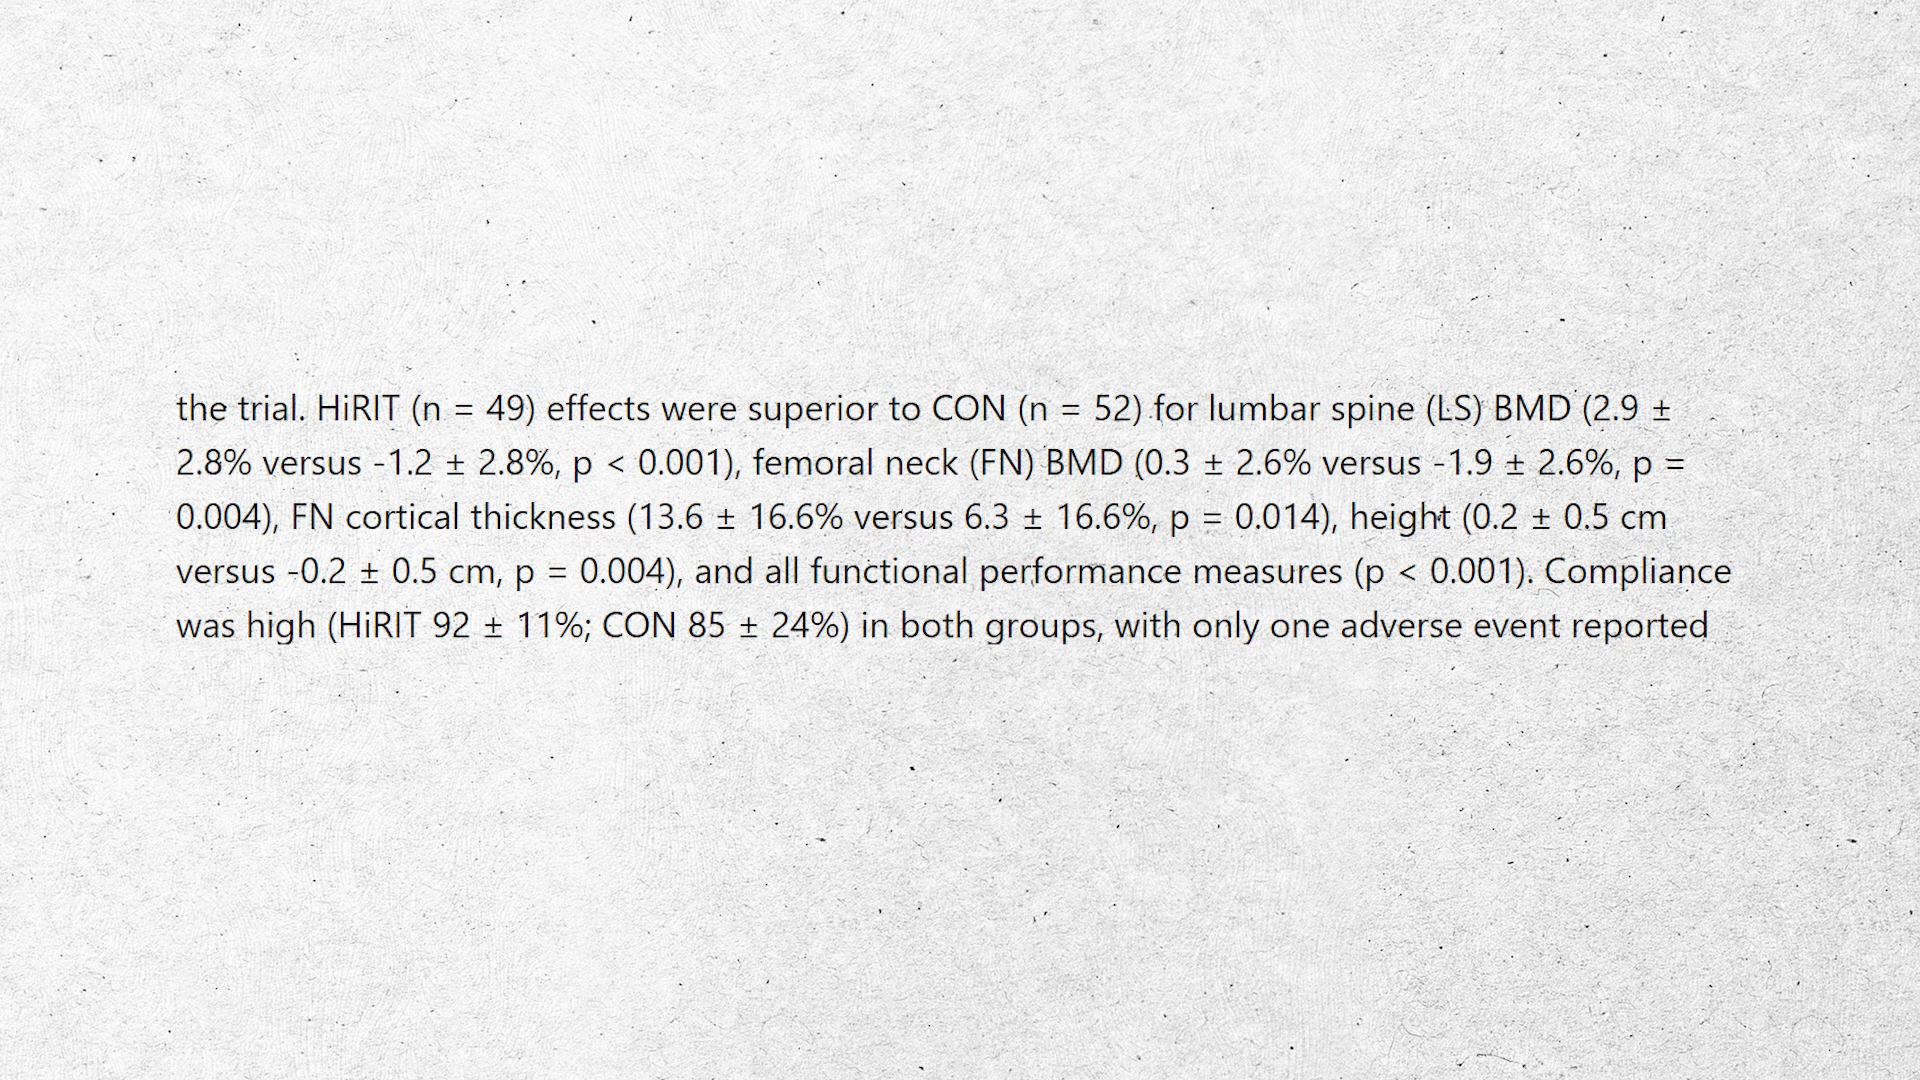 the trial. HiRIT (n = 49) effects were superior to CON (n = 52) for lumbar spine (LS) BMD (2.9 ±
2.8% versus -1.2 ± 2.8%, p < 0.001), femoral neck (FN) BMD (0.3 ± 2.6% versus -1.9 ± 2.6%, p =
0.004), FN cortical thickness (13.6 ± 16.6% versus 6.3 ± 16.6%, p = 0.014), height (0.2 ± 0.5 cm
versus -0.2 ± 0.5 cm, p = 0.004), and all functional performance measures (p < 0.001). Compliance
was high (HiRIT 92 ± 11%; CON 85 ± 24%) in both groups, with only one adverse event reported